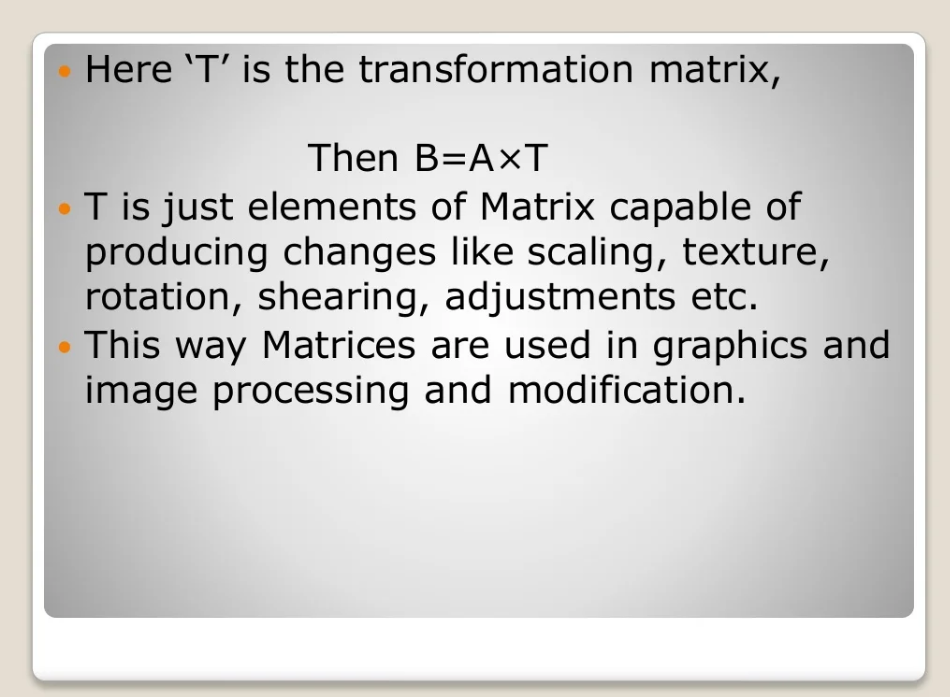 Here ‘T’ is the transformation matrix,
Then B=A×T
T is just elements of Matrix capable of
producing changes like scaling, texture,
rotation, shearing, adjustments etc.
This way Matrices are used in graphics and
image processing and modification.